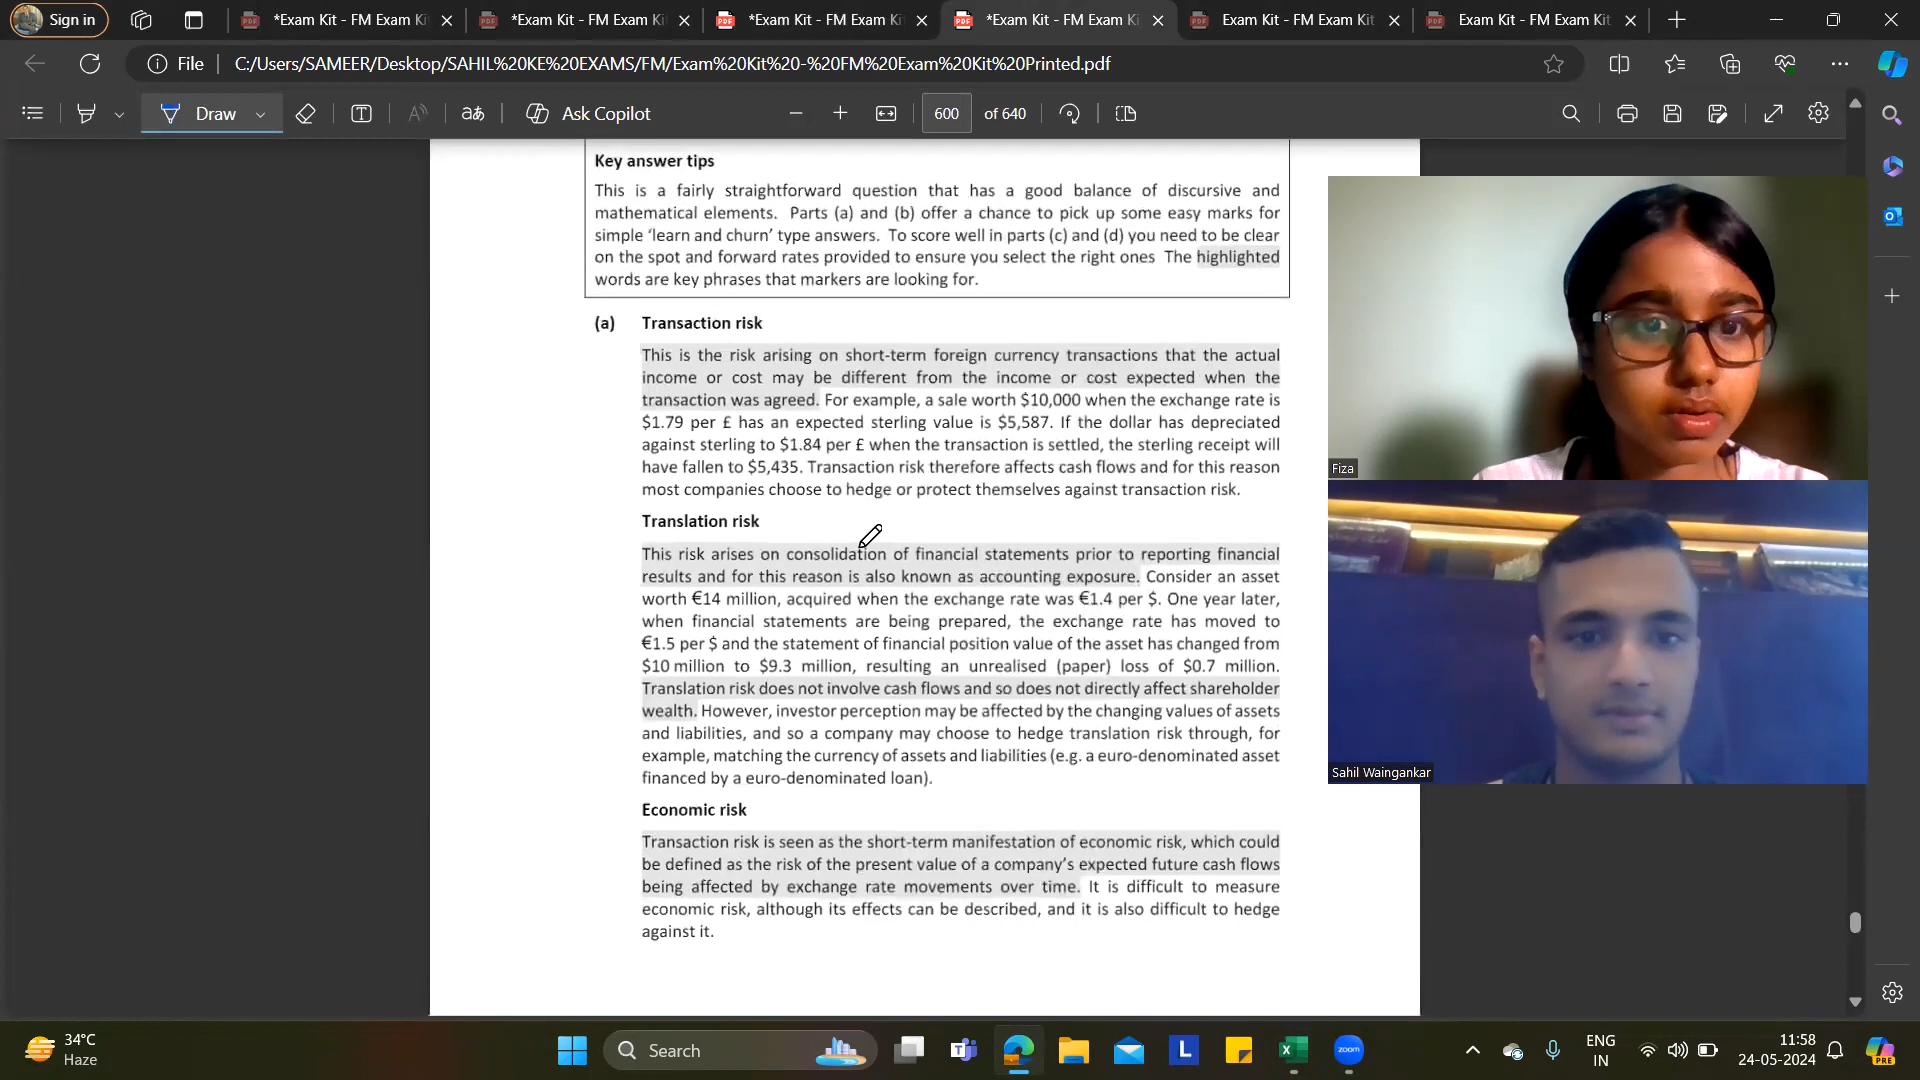 Sign in
*Exam Kit - FM Exam Ki
*Exam Kit - FM Exam Ki
*Exam Kit - FM Exam Ki
*Exam Kit - FM Exam Ki
Exam Kit - FM Exam Kit
Exam Kit - FM Exam Kit
File
C:/Users/SAMEER/Desktop/SAHIL%20KE%20EXAMS/FM/Exam%20Kit%20-%20FM%20Exam%20Kit%20Printed.pdf
Draw
Ask Copilot
600
of 640
Key answer tips
This is a fairly straightforward question that has a good balance of discursive and
mathematical elements. Parts (a) and (b) offer a chance to pick up some easy marks for
simple ‘learn and churn’ type answers. To score well in parts (c) and (d) you need to be clear
on the spot and forward rates provided to ensure you select the right ones The highlighted
words are key phrases that markers are looking for.
(a) Transaction risk
This is the risk arising on short-term foreign currency transactions that the actual
income or cost may be different from the income or cost expected when the
transaction was agreed. For example, a sale worth $10,000 when the exchange rate is
$1.79 per £ has an expected sterling value is $5,587. If the dollar has depreciated
against sterling to $1.84 per £ when the transaction is settled, the sterling receipt will
have fallen to $5,435. Transaction risk therefore affects cash flows and for this reason
most companies choose to hedge or protect themselves against transaction risk.
Translation risk
This risk arises on consolidation of financial statements prior to reporting financial
results and for this reason is also known as accounting exposure. Consider an asset
worth €14 million, acquired when the exchange rate was €1.4 per $. One year later,
when financial statements are being prepared, the exchange rate has moved to
€1.5 per $ and the statement of financial position value of the asset has changed from
$10 million to $9.3 million, resulting an unrealised (paper) loss of $0.7 million.
Translation risk does not involve cash flows and so does not directly affect shareholder
wealth. However, investor perception may be affected by the changing values of assets
and liabilities, and so a company may choose to hedge translation risk through, for
example, matching the currency of assets and liabilities (e.g. a euro-denominated asset
financed by a euro-denominated loan).
Economic risk
Transaction risk is seen as the short-term manifestation of economic risk, which could
be defined as the risk of the present value of a company’s expected future cash flows
being affected by exchange rate movements over time. It is difficult to measure
economic risk, although its effects can be described, and it is also difficult to hedge
against it.
Fiza
Sahil Waingankar
34°C
Haze
Search
zoom
ENG
IN
11:58
24-05-2024
PRE